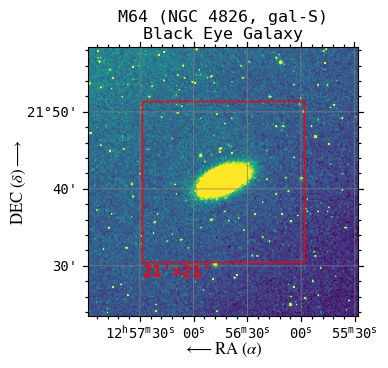 M64 (NGC 4826, gal-S)
Black Eye Galaxy
21°50'
40'
30'
DEC (δ) ⟶
21'×21'
12ʰ57ᵐ30ˢ 00ˢ 56ᵐ30ˢ 00ˢ 55ᵐ30ˢ
⟵ RA (α)